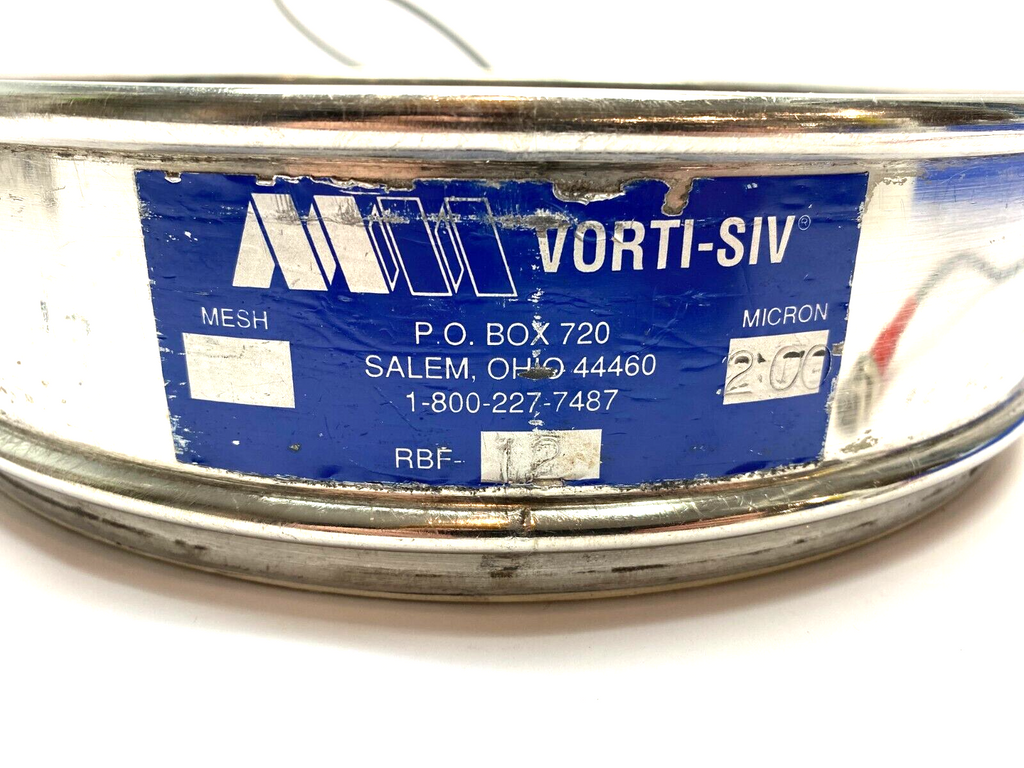 VORTI-SIV®
MESH
MICRON
P.O. BOX 720
SALEM, OHIO 44460
200
1-800-227-7487
RBF- 12